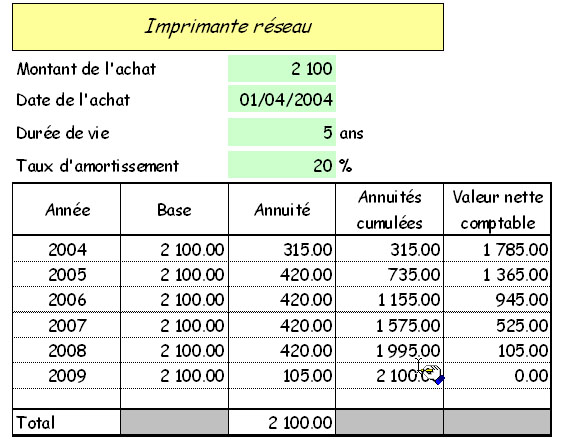 Imprimante réseau
Montant de l'achat 2 100
Date de l'achat 01/04/2004
Durée de vie 5 ans
Taux d'amortissement 20 %
Année Base Annuité Annuités cumulées Valeur nette comptable
2004 2 100.00 315.00 315.00 1 785.00
2005 2 100.00 420.00 735.00 1 365.00
2006 2 100.00 420.00 1 155.00 945.00
2007 2 100.00 420.00 1 575.00 525.00
2008 2 100.00 420.00 1 995.00 105.00
2009 2 100.00 105.00 2 100.00 0.00
Total 2 100.00